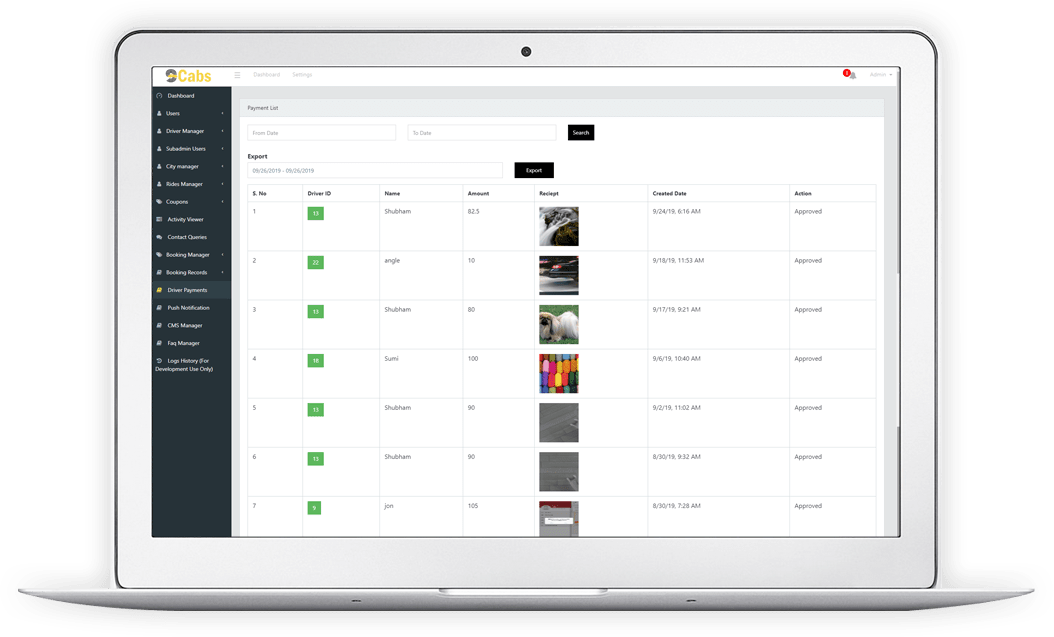 Cabs
Dashboard Settings
1
Admin
Dashboard
Users
Driver Manager
Subadmin Users
City manager
Rides Manager
Coupons
Activity Viewer
Contact Queries
Booking Manager
Booking Records
Driver Payments
Push Notification
CMS Manager
Faq Manager
Logs History (For
Development Use Only)
Payment List
From Date To Date Search
Export
09/26/2019 - 09/26/2019 Export
S. No Driver ID Name Amount Reciept Created Date Action
1 13 Shubham 82.5 9/24/19, 6:16 AM Approved
2 22 angle 10 9/18/19, 11:53 AM Approved
3 13 Shubham 80 9/17/19, 9:21 AM Approved
4 18 Sumi 100 9/6/19, 10:40 AM Approved
5 13 Shubham 90 9/2/19, 11:02 AM Approved
6 13 Shubham 90 8/30/19, 9:32 AM Approved
7 9 jon 105 8/30/19, 7:28 AM Approved